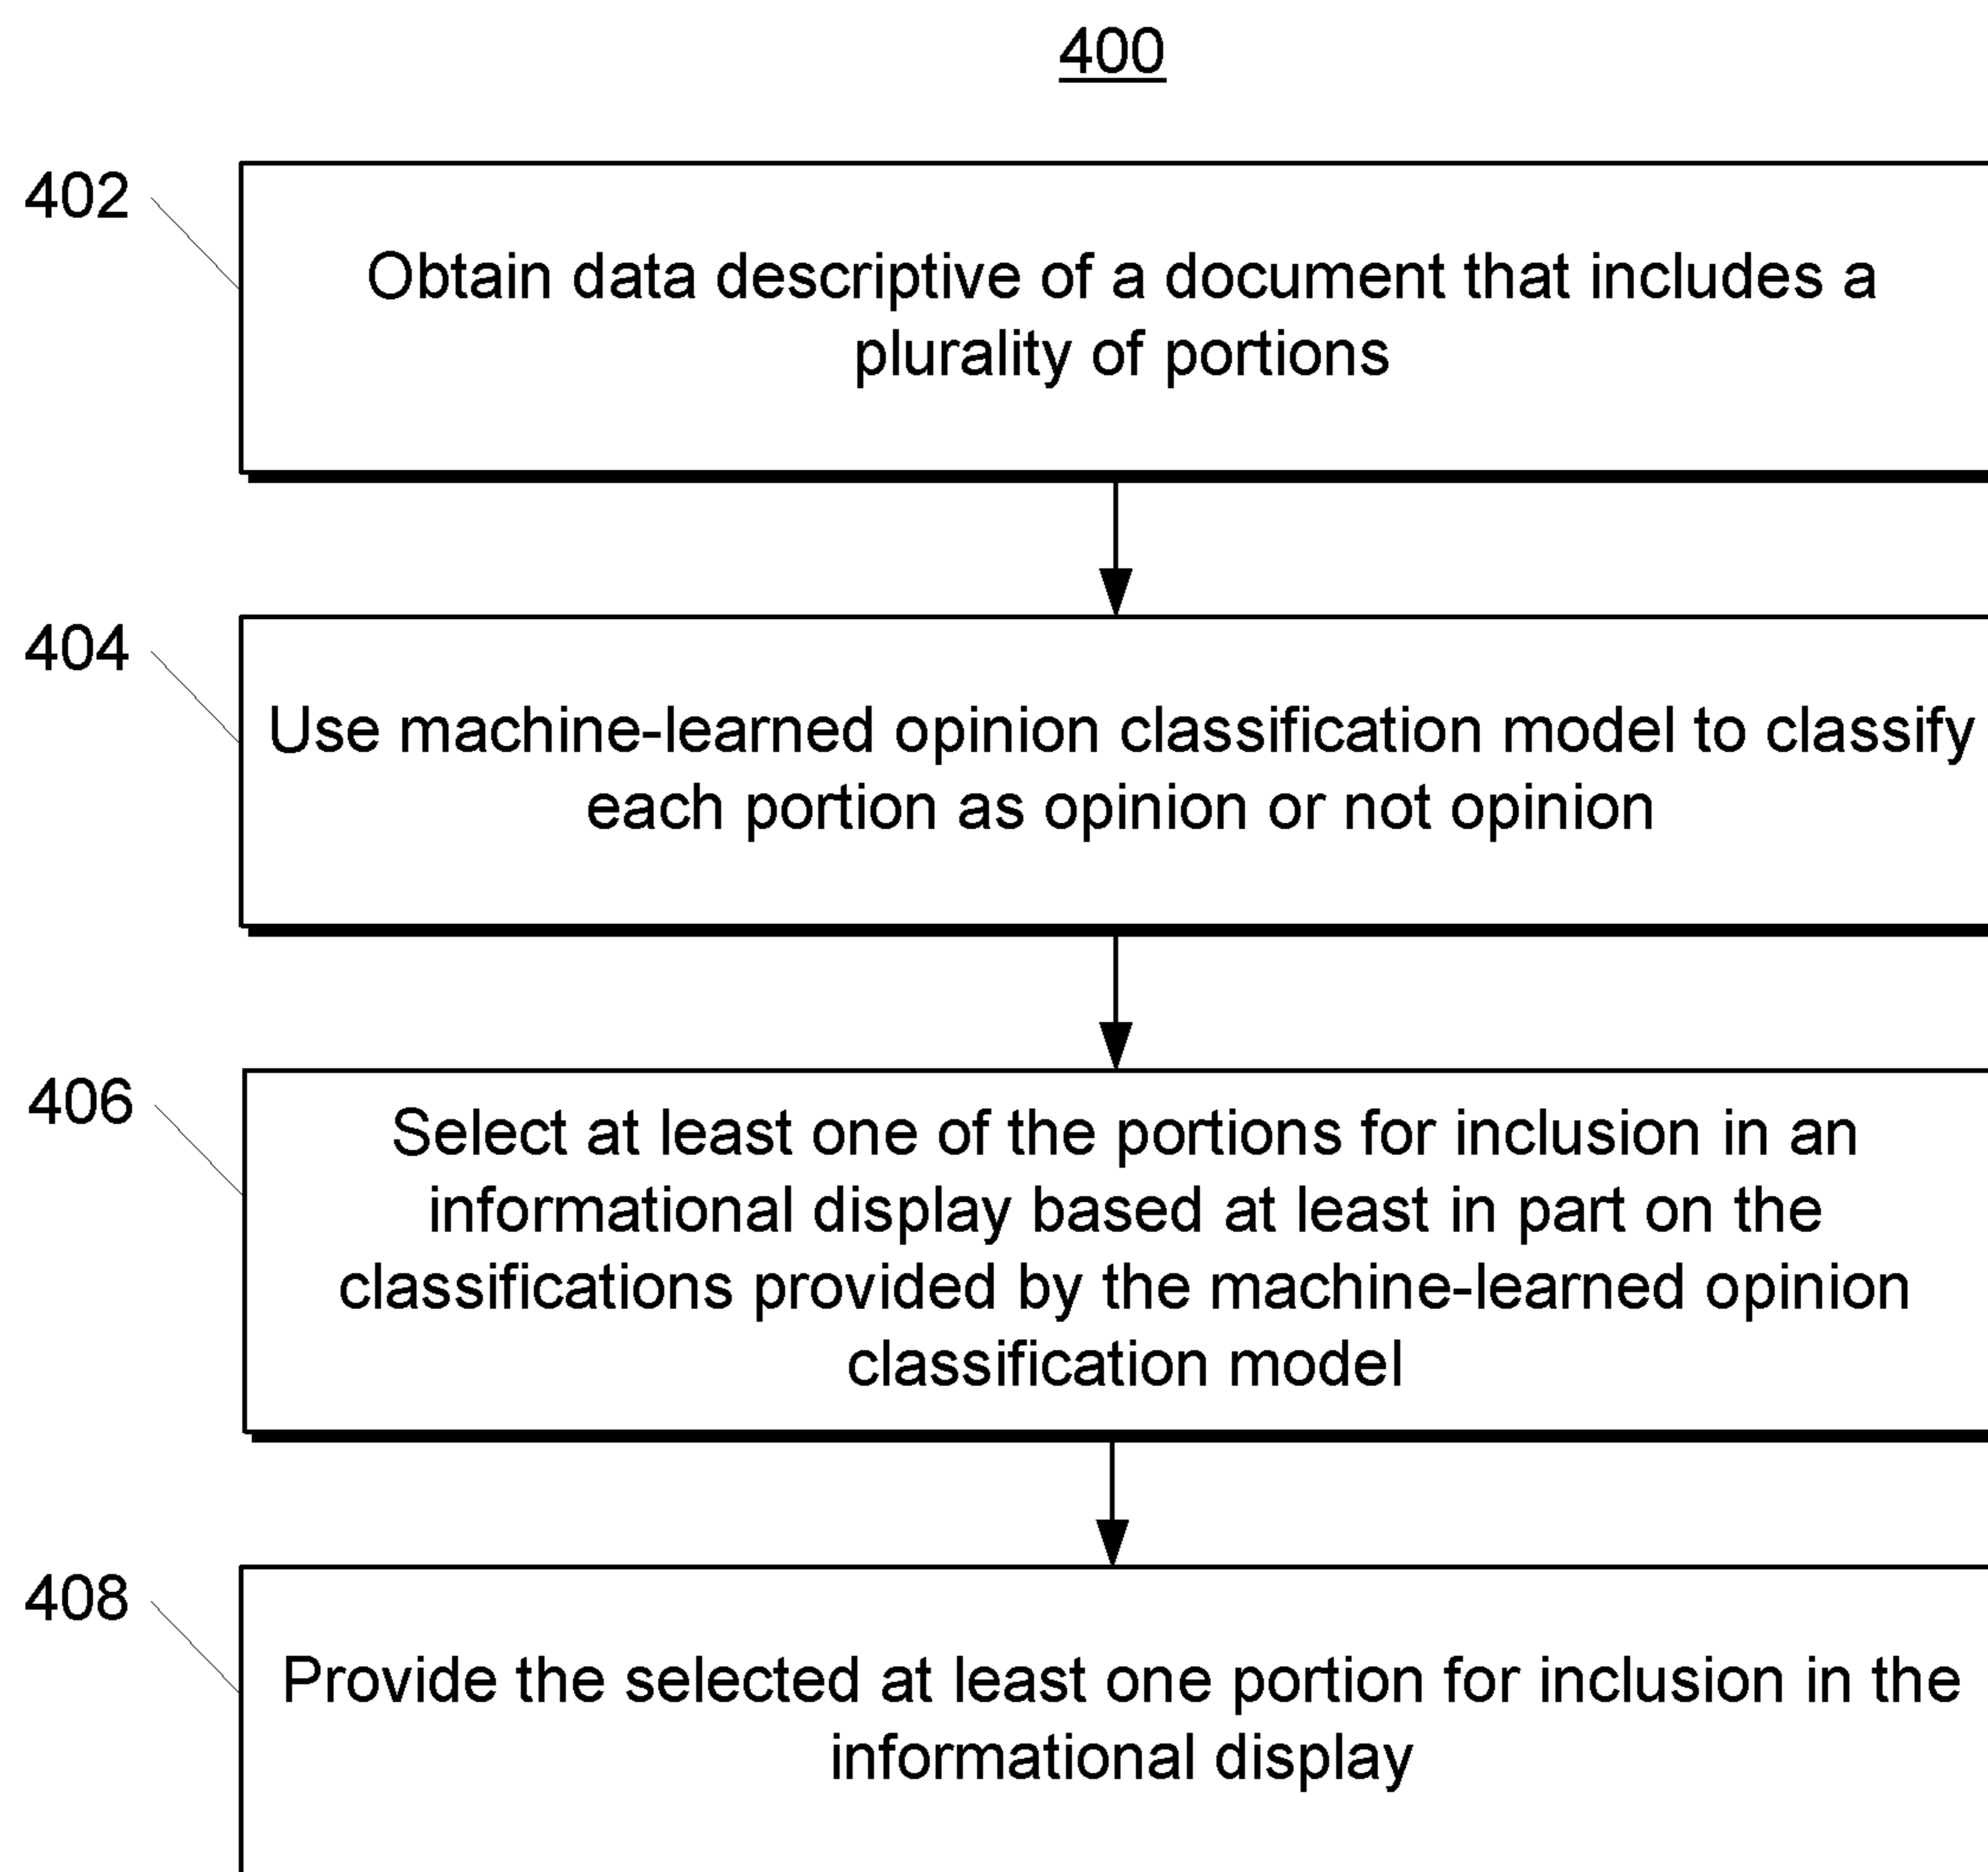 400
402
Obtain data descriptive of a document that includes a
plurality of portions
404
Use machine-learned opinion classification model to classify
each portion as opinion or not opinion
406
Select at least one of the portions for inclusion in an
informational display based at least in part on the
classifications provided by the machine-learned opinion
classification model
408
Provide the selected at least one portion for inclusion in the
informational display